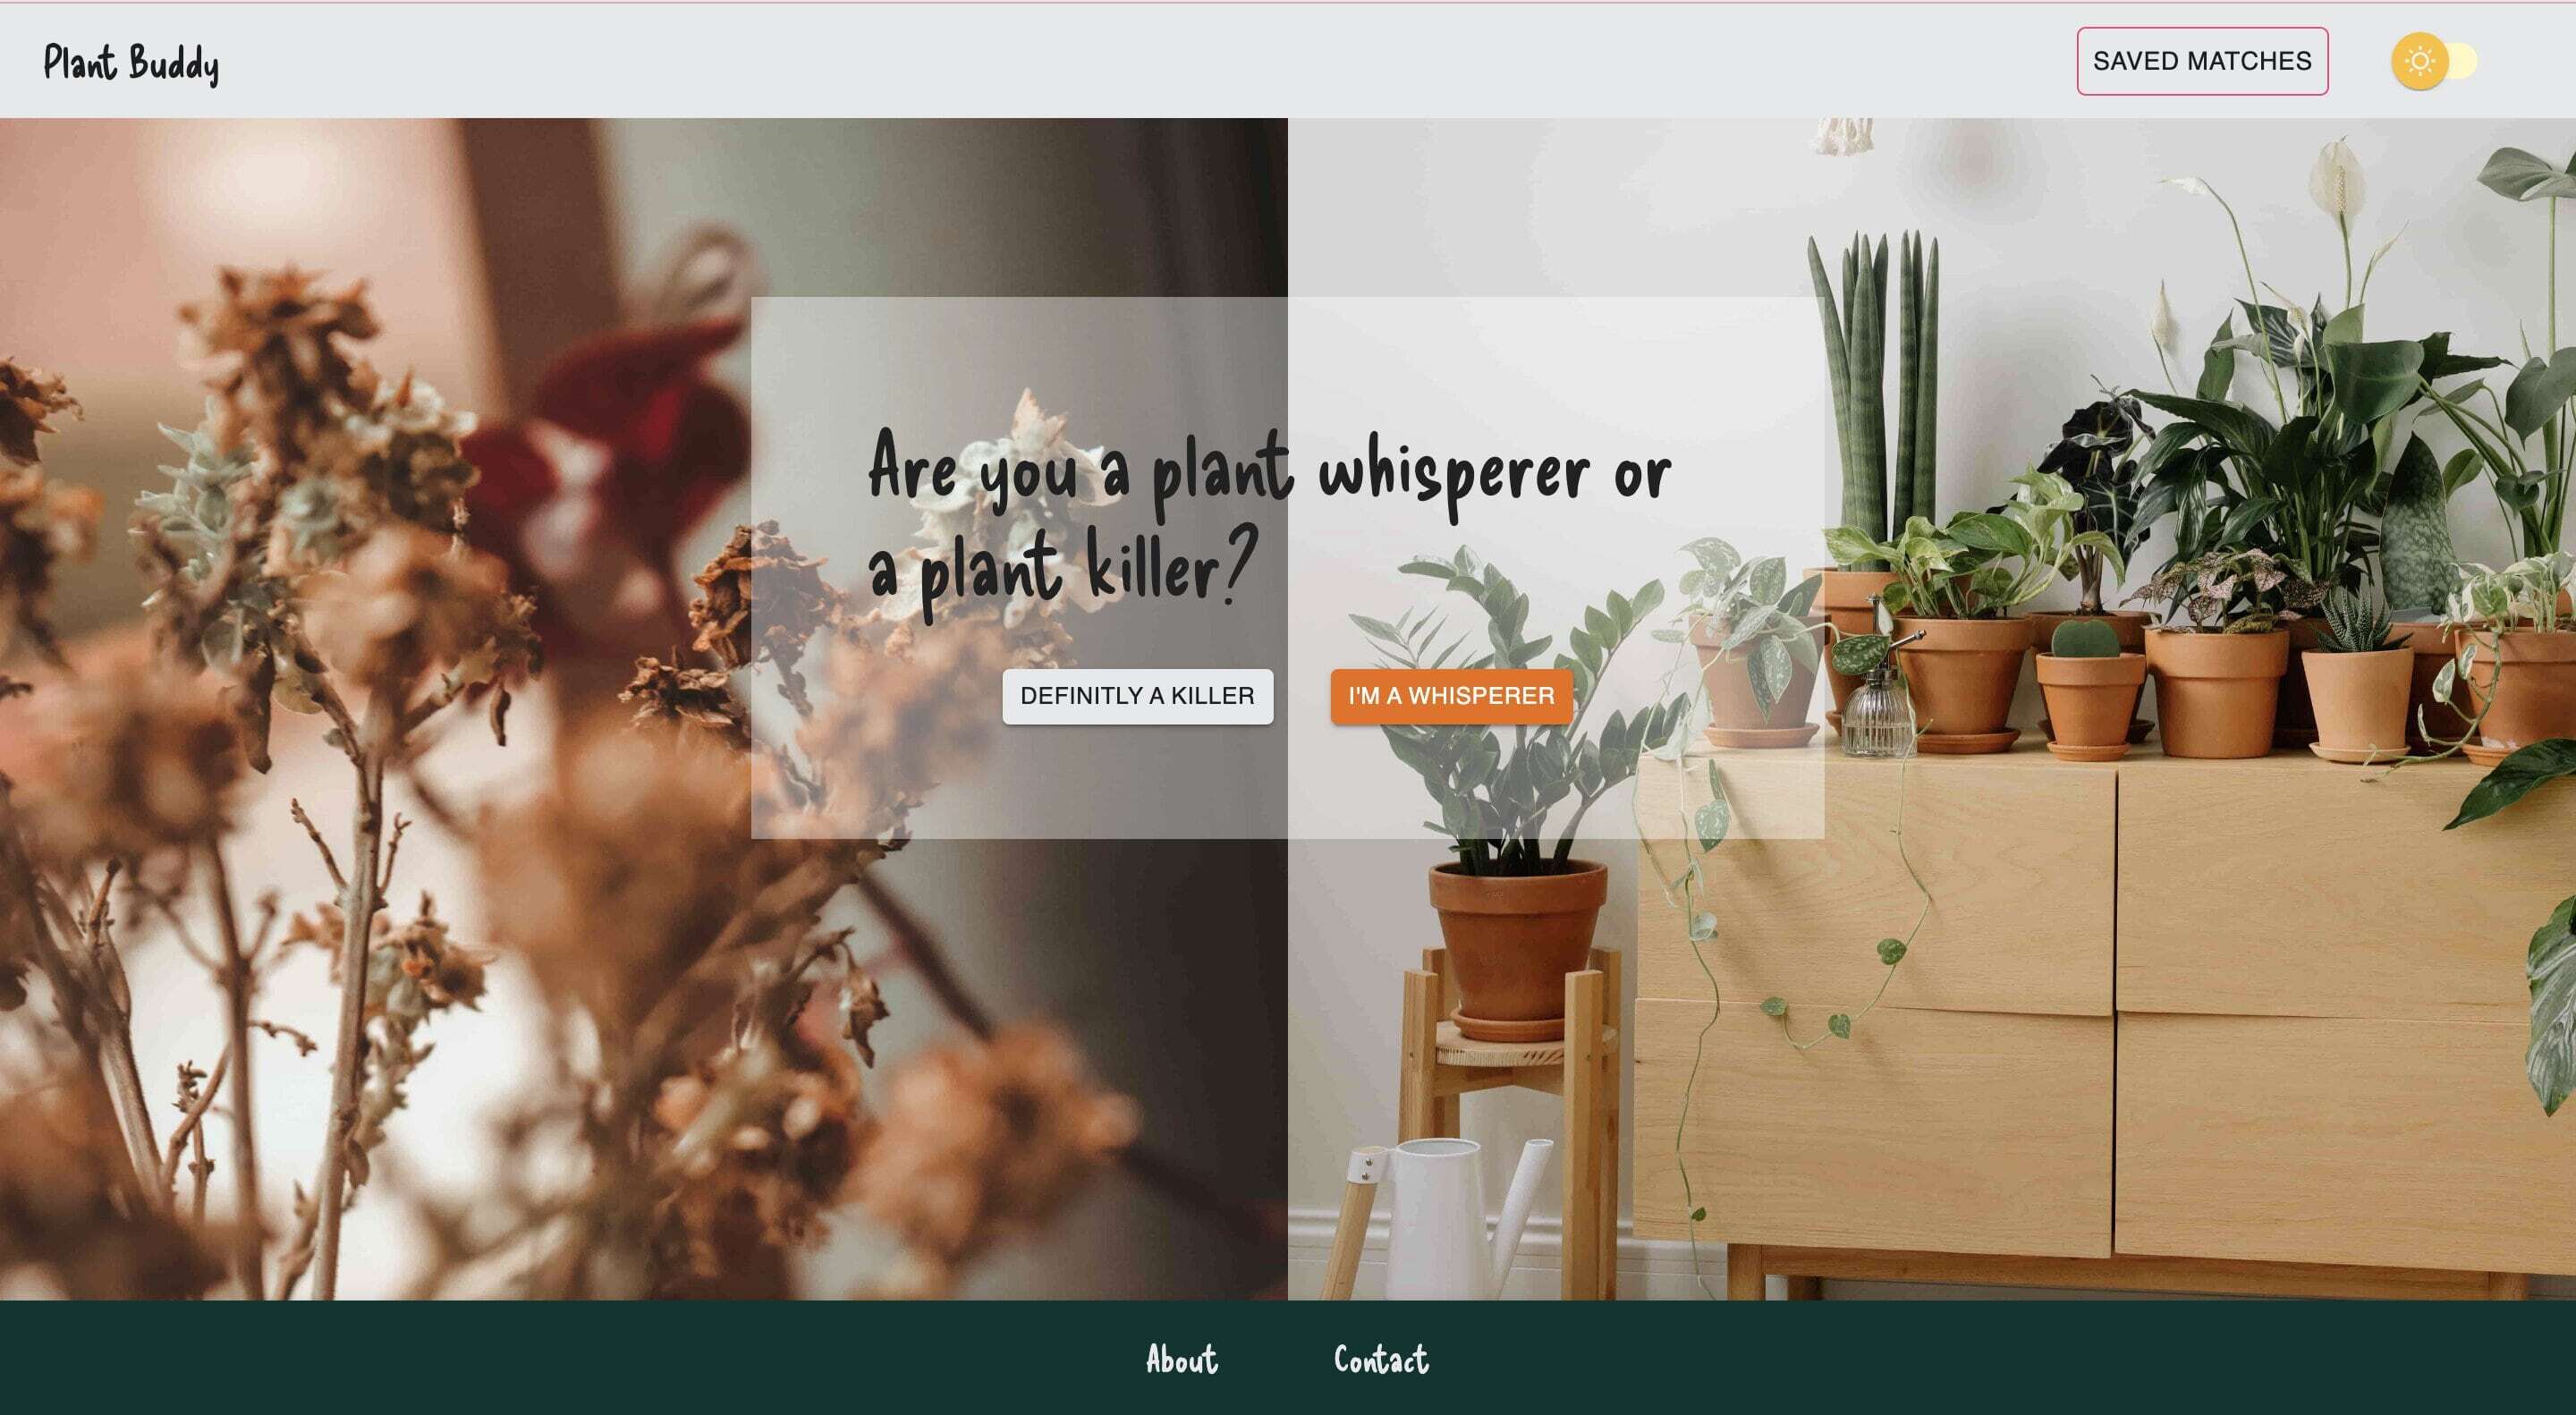 Plant Buddy
SAVED MATCHES
Are you a plant whisperer or
a plant killer?
DEFINITLY A KILLER
I'M A WHISPERER
About
Contact